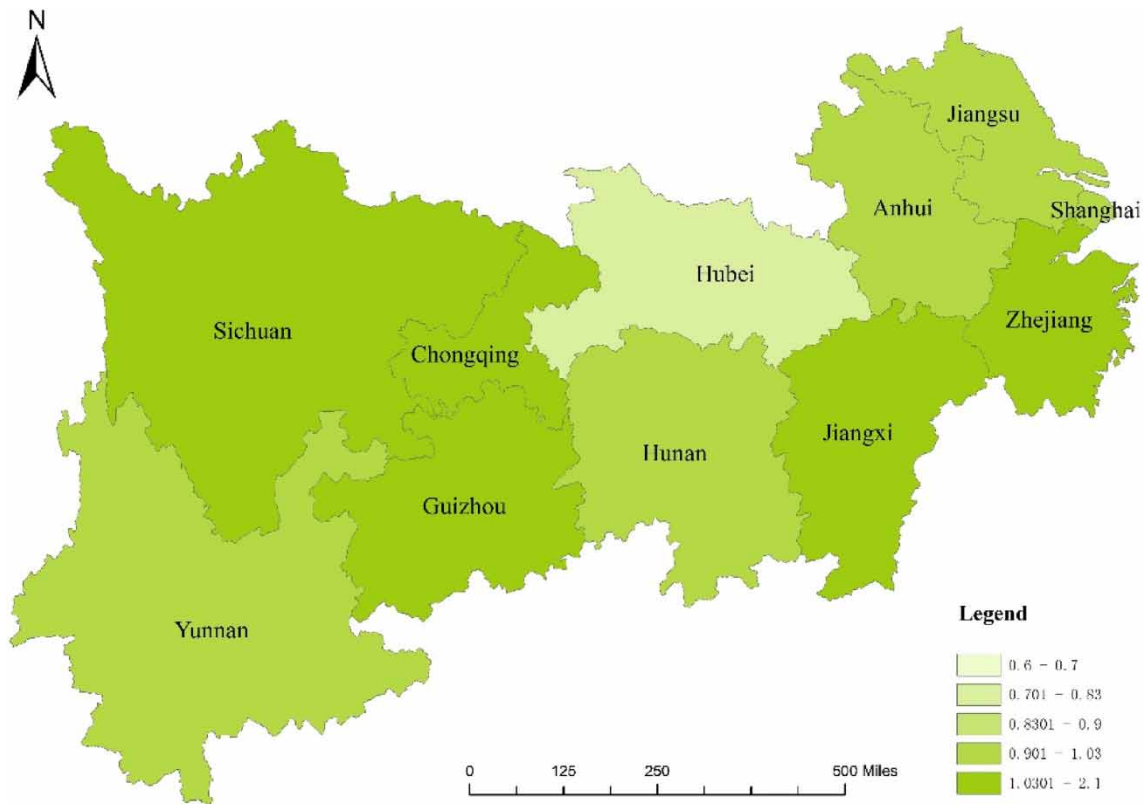 N
Jiangsu
Anhui
Shanghai
Hubei
Zhejiang
Sichuan
Chongqing
Jiangxi
Hunan
Guizhou
Yunnan
Legend
0.6 - 0.7
0.701 - 0.83
0.8301 - 0.9
0.901 - 1.03
1.0301 - 2.1
0 125 250 500 Miles